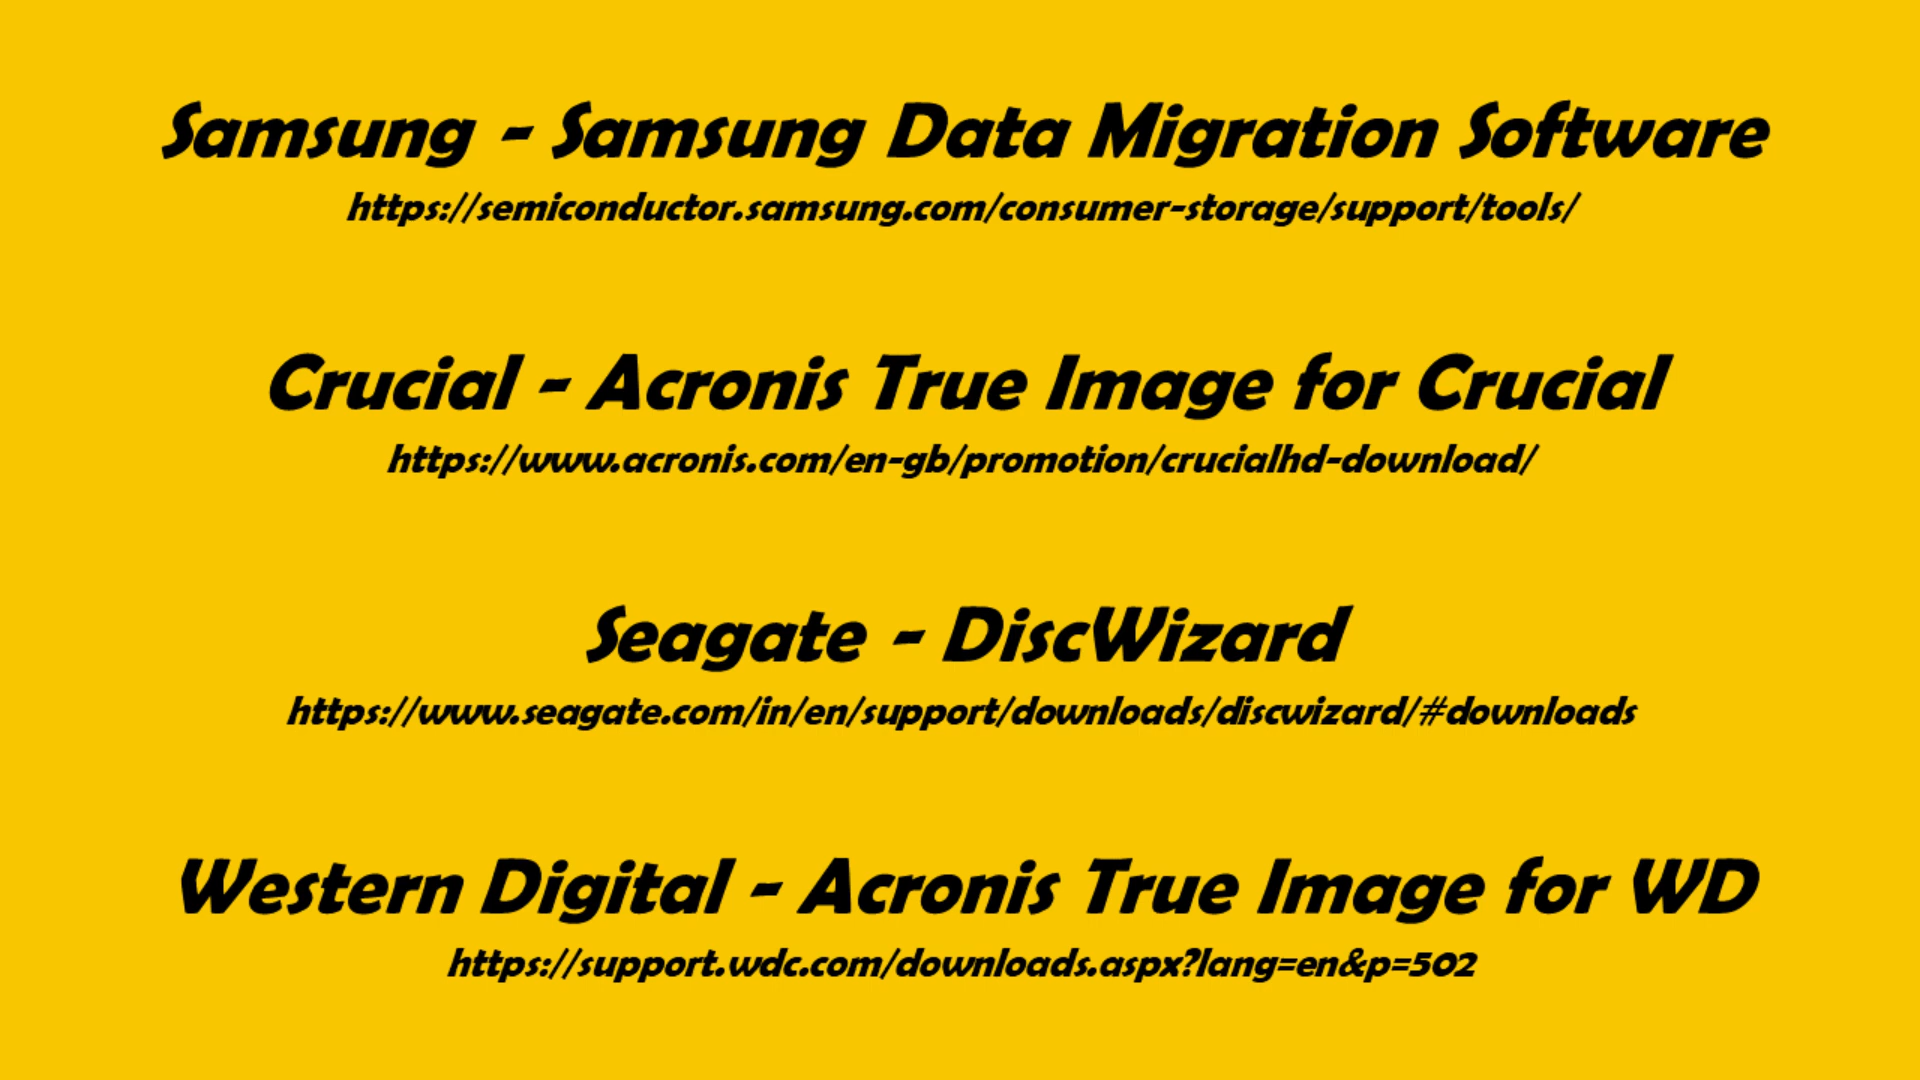 Samsung - Samsung Data Migration Software
https://semiconductor.samsung.com/consumer-storage/support/tools/
Crucial - Acronis True Image for Crucial
https://www.acronis.com/en-gb/promotion/crucialhd-download/
Seagate - DiscWizard
https://www.seagate.com/in/en/support/downloads/discwizard/#downloads
Western Digital - Acronis True Image for WD
https://support.wdc.com/downloads.aspx?lang=en&p=502